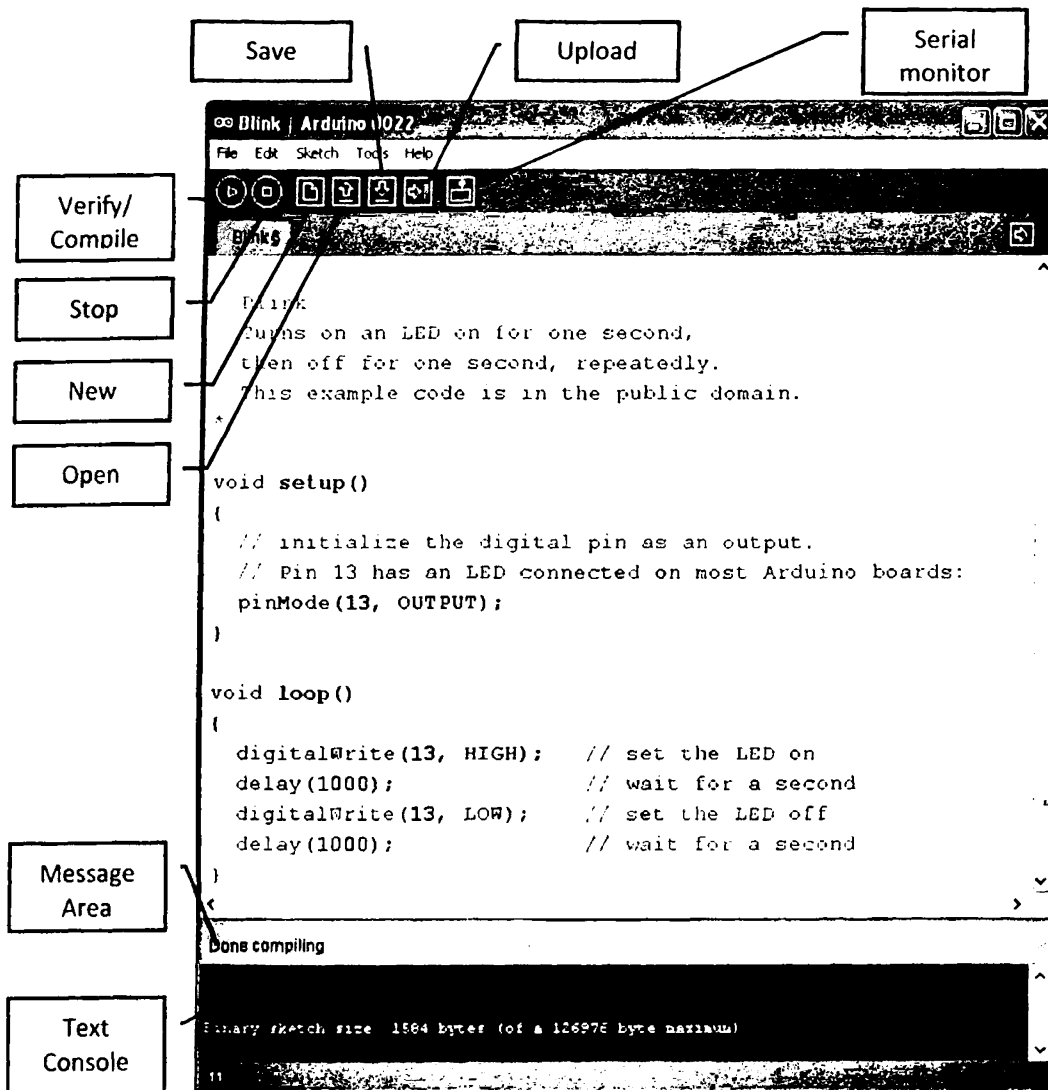 Save
Upload
Serial
monitor
Blink | Arduino 0022
File Edit Sketch Tools Help
Verify/
Compile
Blink§
Stop
Blink
Turns on an LED on for one second,
then off for one second, repeatedly.
New
This example code is in the public domain.
*
Open
void setup()
{
// initialize the digital pin as an output.
// Pin 13 has an LED connected on most Arduino boards:
pinMode(13, OUTPUT);
}
void loop()
{
digitalWrite(13, HIGH); // set the LED on
delay(1000); // wait for a second
digitalWrite(13, LOW); // set the LED off
delay(1000); // wait for a second
}
Message
Area
Done compiling
Text
Console
Binary sketch size 1584 bytes (of a 126976 byte maximum)
11